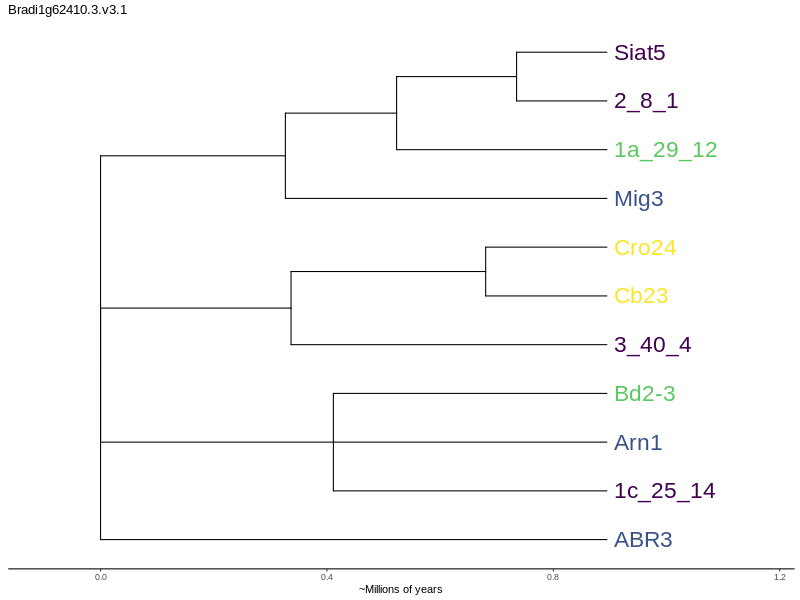 Bradi1g62410.3.v3.1
Siat5
2_8_1
1a_29_12
Mig3
Cro24
Cb23
3_40_4
Bd2-3
Arn1
1c_25_14
ABR3
0.0 0.4 0.8 1.2
~Millions of years